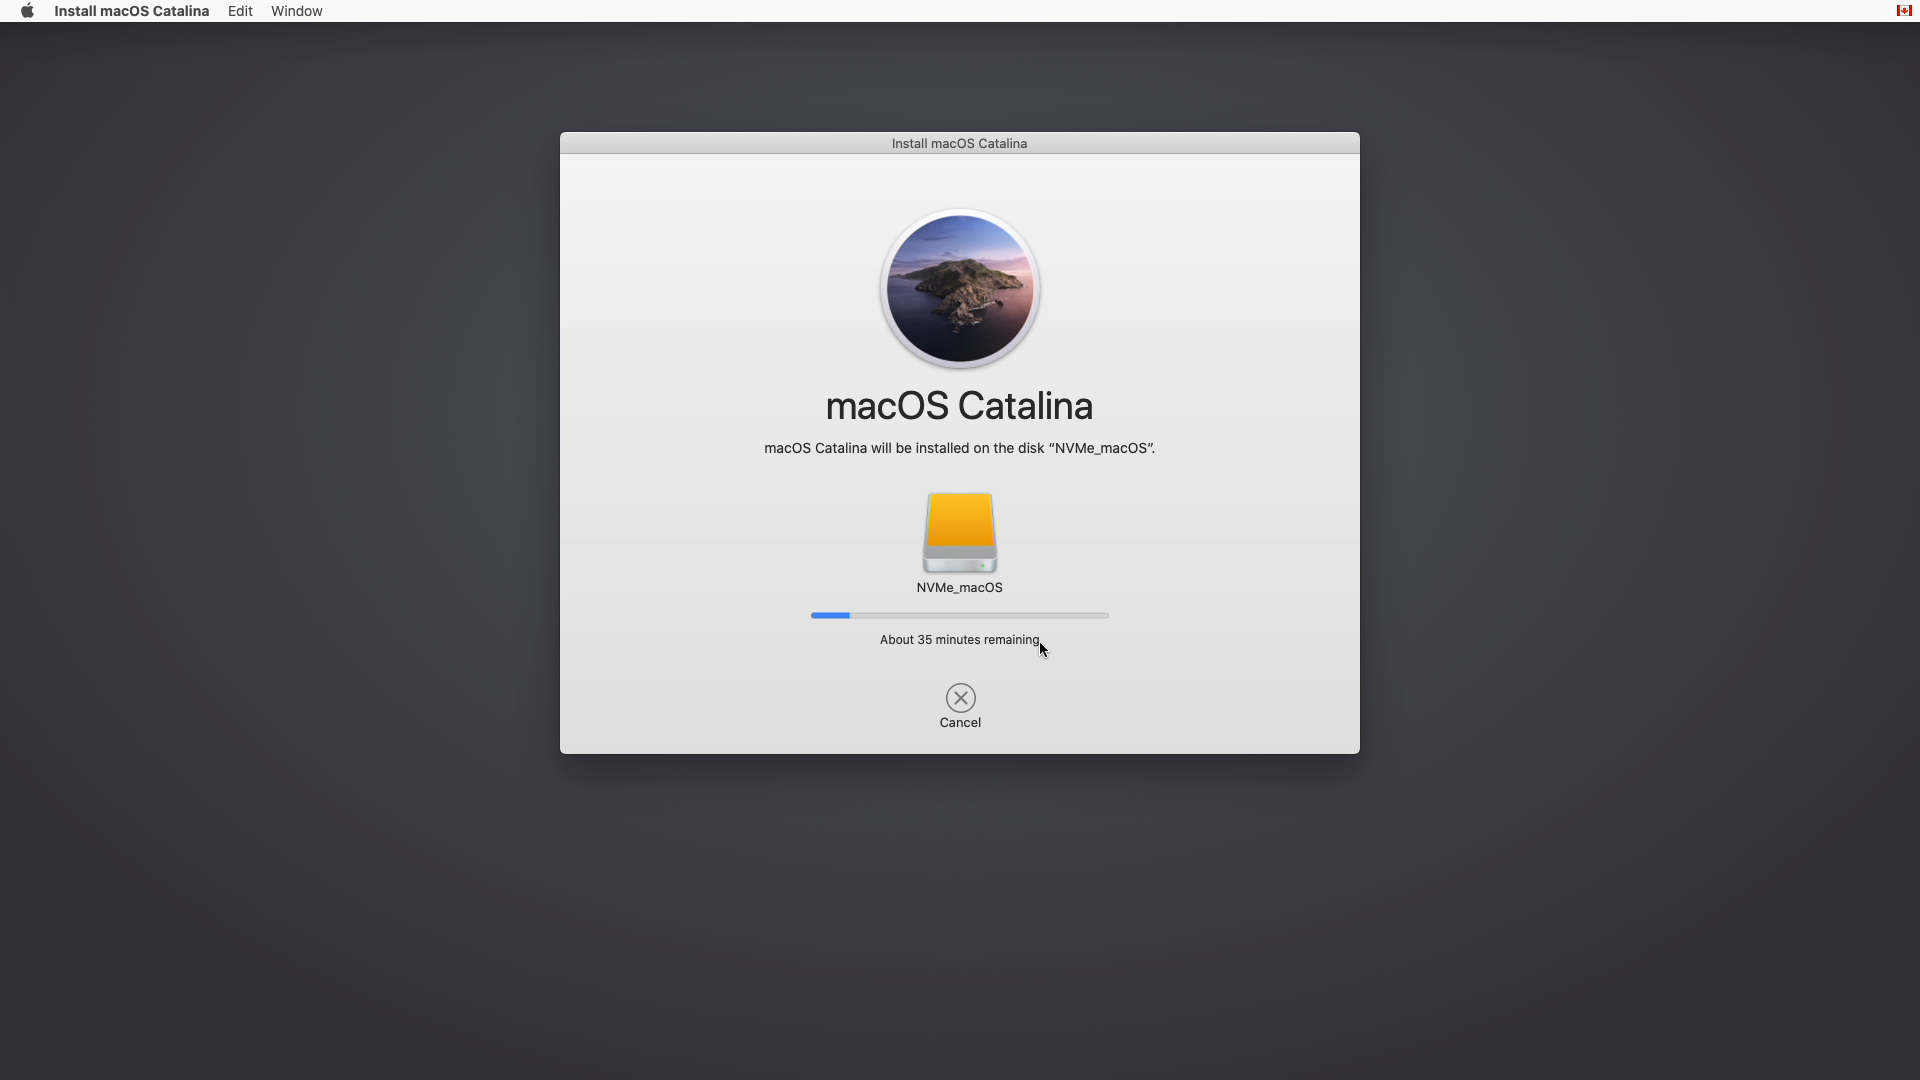 Install macOS Catalina Edit Window
Install macOS Catalina
macOS Catalina
macOS Catalina will be installed on the disk “NVMe_macOS”.
NVMe_macOS
About 35 minutes remaining
Cancel